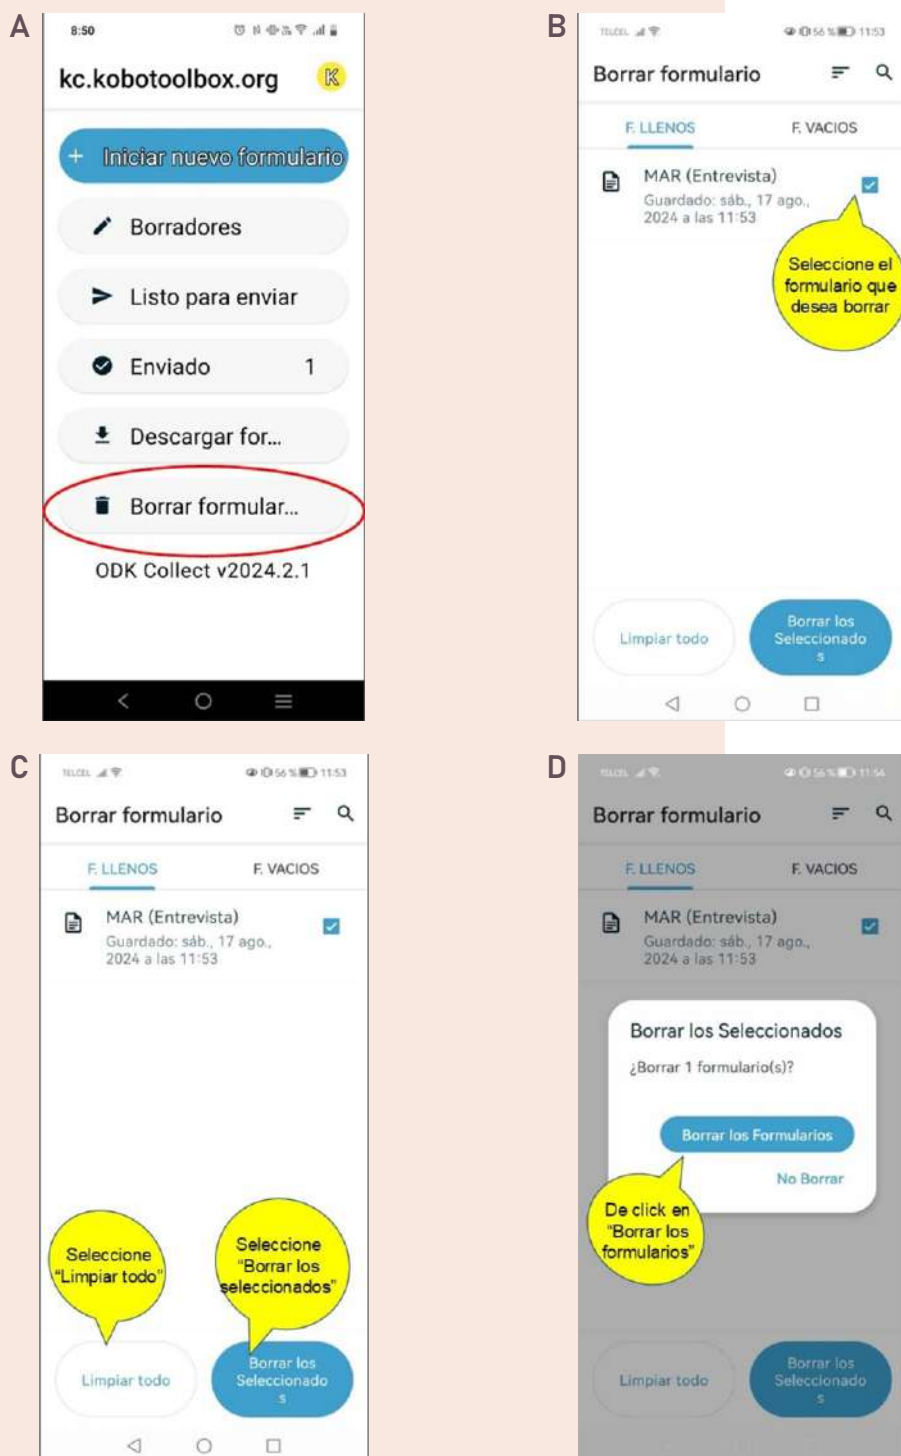 A
8:50
kc.kobotoolbox.org
K
+ Iniciar nuevo formulario
Borradores
Listo para enviar
Enviado 1
Descargar for...
Borrar formular...
ODK Collect v2024.2.1
B
TELCEL 56 % 11:53
Borrar formulario
F. LLENOS F. VACIOS
MAR (Entrevista)
Guardado: sáb., 17 ago.,
2024 a las 11:53
Seleccione el
formulario que
desea borrar
Limpiar todo
Borrar los
Seleccionado
s
C
TELCEL 56 % 11:53
Borrar formulario
F. LLENOS F. VACIOS
MAR (Entrevista)
Guardado: sáb., 17 ago.,
2024 a las 11:53
Seleccione
"Limpiar todo"
Seleccione
"Borrar los
seleccionados"
Limpiar todo
Borrar los
Seleccionado
s
D
TELCEL 56 % 11:54
Borrar formulario
F. LLENOS F. VACIOS
MAR (Entrevista)
Guardado: sáb., 17 ago.,
2024 a las 11:53
Borrar los Seleccionados
¿Borrar 1 formulario(s)?
Borrar los Formularios
No Borrar
De click en
"Borrar los
formularios"
Limpiar todo
Borrar los
Seleccionado
s